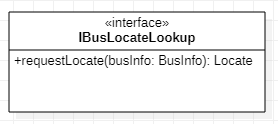 «interface»
IBusLocateLookup
+requestLocate(busInfo: BusInfo): Locate